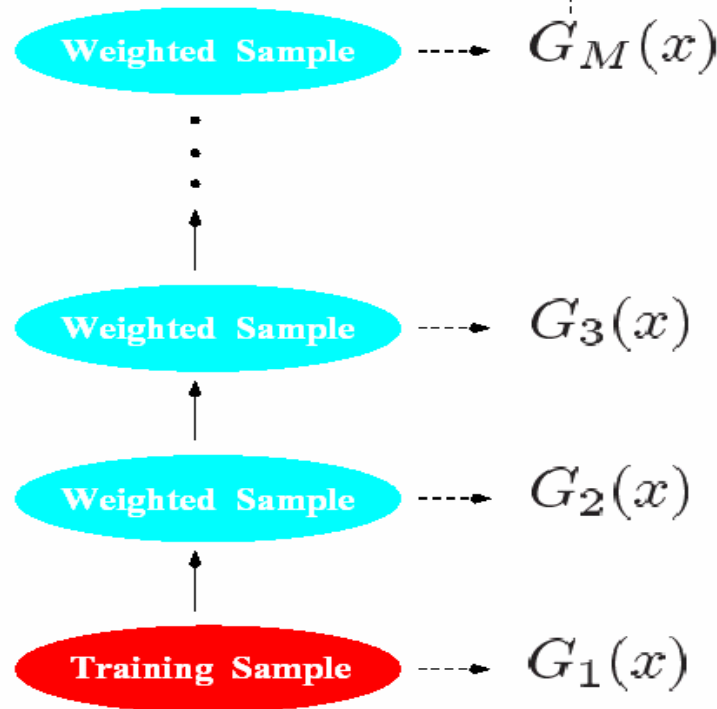 Weighted Sample G_M(x)
Weighted Sample G_3(x)
Weighted Sample G_2(x)
Training Sample G_1(x)